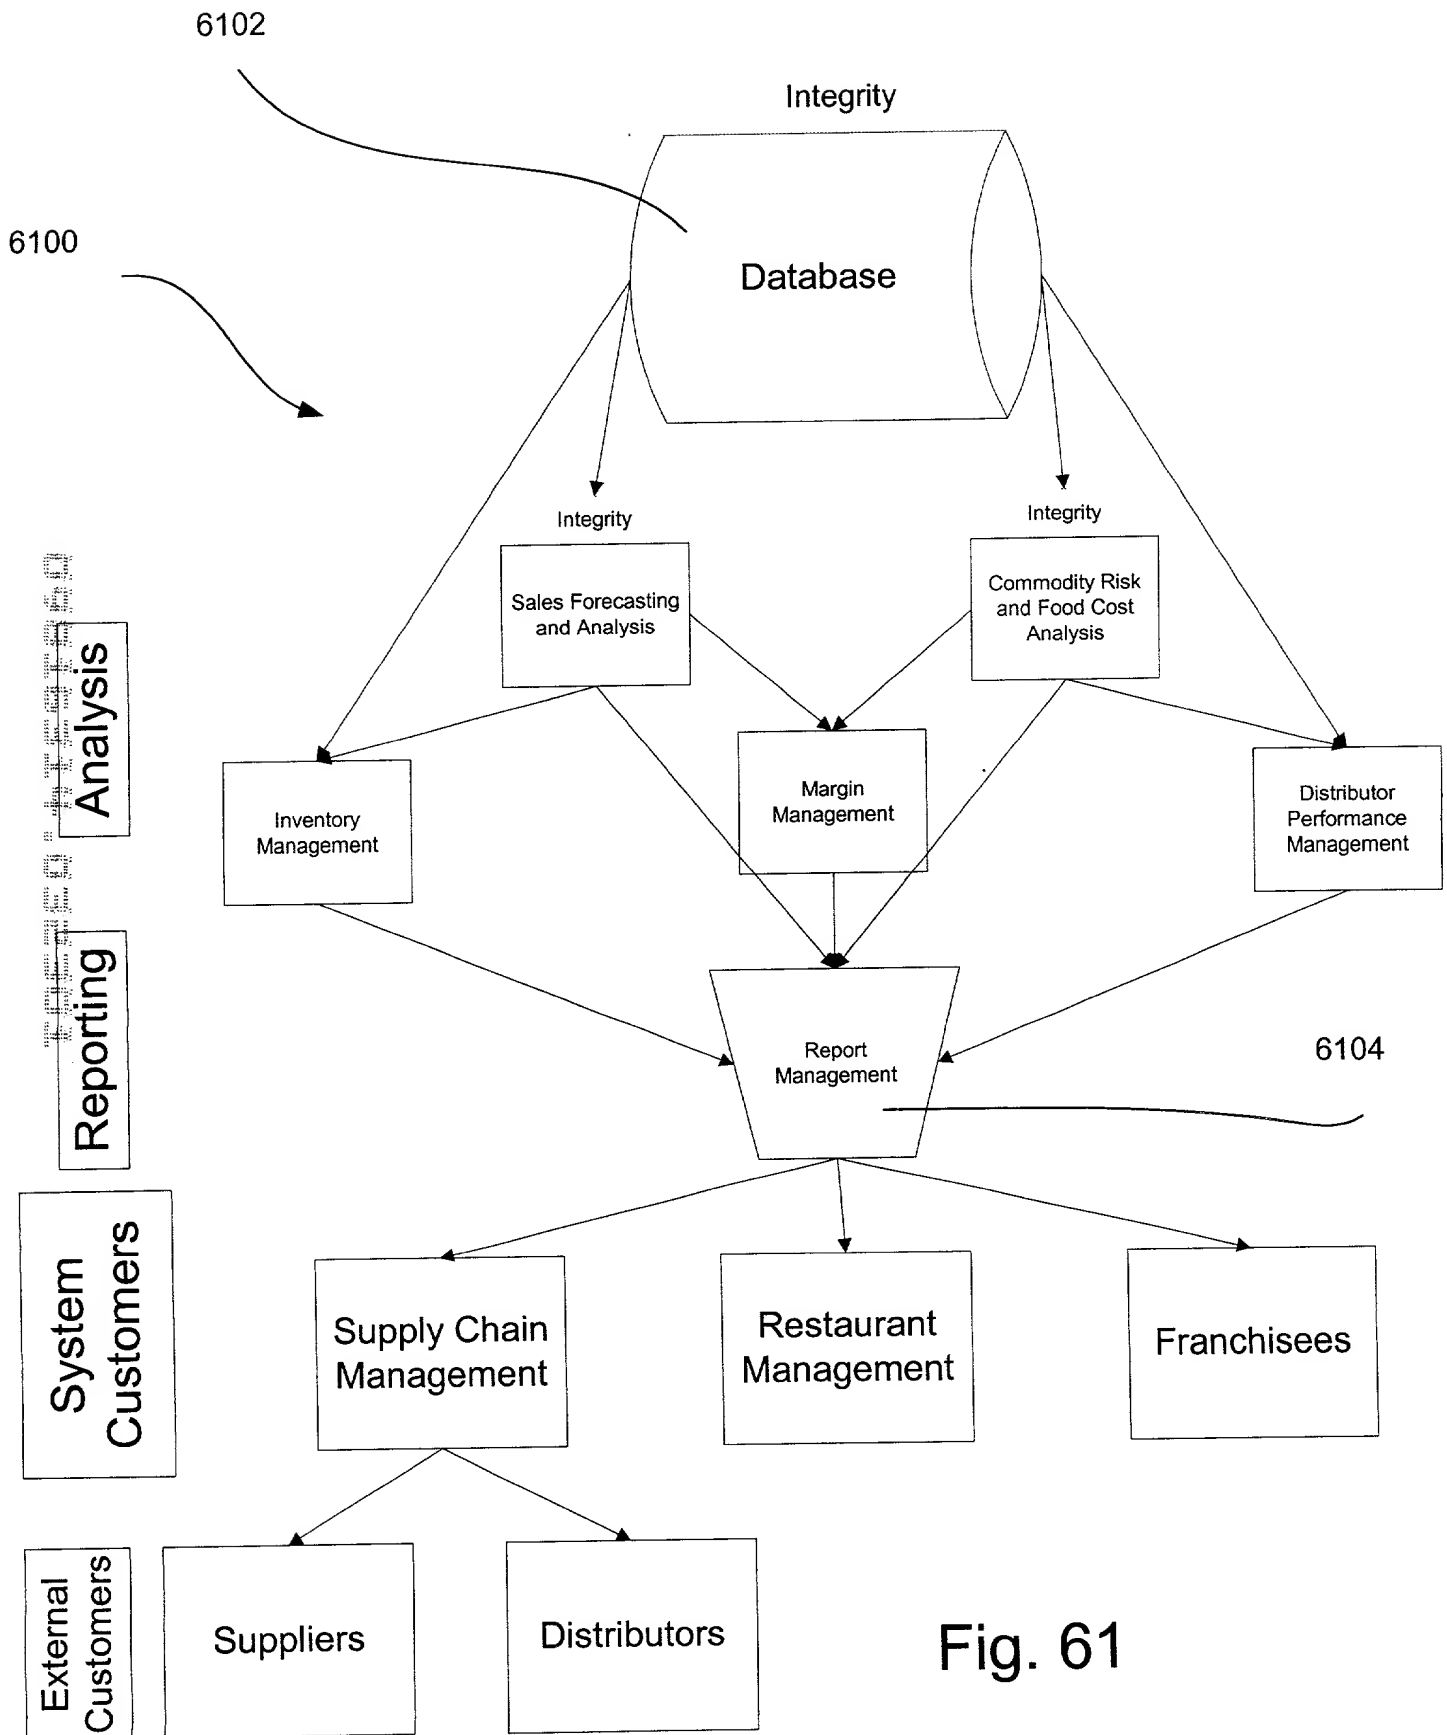 6102
Integrity
6100
Database
Integrity
Integrity
Sales Forecasting
and Analysis
Commodity Risk
and Food Cost
Analysis
Analysis
Inventory
Management
Margin
Management
Distributor
Performance
Management
Reporting
Report
Management
6104
System
Customers
Supply Chain
Management
Restaurant
Management
Franchisees
External
Customers
Suppliers
Distributors
Fig. 61